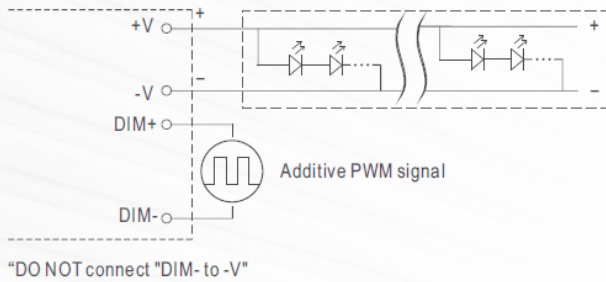 +V
+
+
-V
−
−
DIM+
Additive PWM signal
DIM-
“DO NOT connect "DIM- to -V"